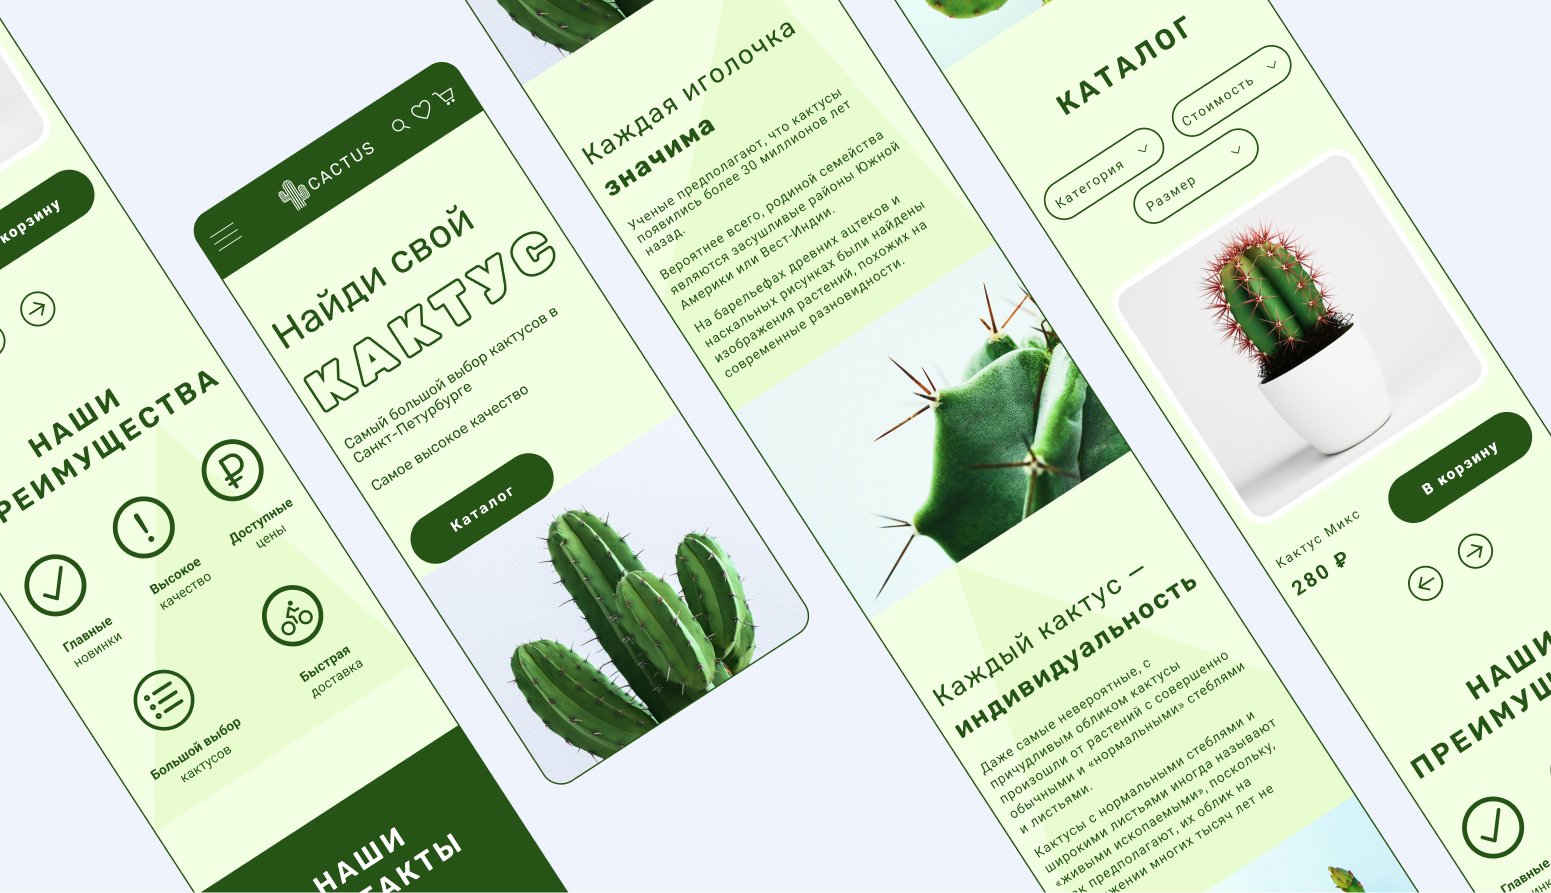 корзину
НАШИ
РЕИМУЩЕСТВА
Главные
новинки
Высокое
качество
Доступные
цены
Большой выбор
кактусов
Быстрая
доставка
НАШИ
ТАКТЫ
CACTUS
Найди свой
КАКТУС
Самый большой выбор кактусов в
Санкт-Петурбурге
Самое высокое качество
Каталог
Каждая иголочка
значима
Ученые предполагают, что кактусы
появились более 30 миллионов лет
назад.
Вероятнее всего, родиной семейства
являются засушливые районы Южной
Америки или Вест-Индии.
На барельефах древних ацтеков и
наскальных рисунках были найдены
изображения растений, похожих на
современные разновидности.
Каждый кактус —
индивидуальность
Даже самые невероятные, с
причудливым обликом кактусы
произошли от растений с совершенно
обычными и «нормальными» стеблями
и листьями.
Кактусы с нормальными стеблями и
широкими листьями иногда называют
«живыми ископаемыми», поскольку,
как предполагают, их облик на
жении многих тысяч лет не
КАТАЛОГ
Категория
Стоимость
Размер
В корзину
Кактус Микс
280 ₽
НАШИ
ПРЕИМУЩ
Главные